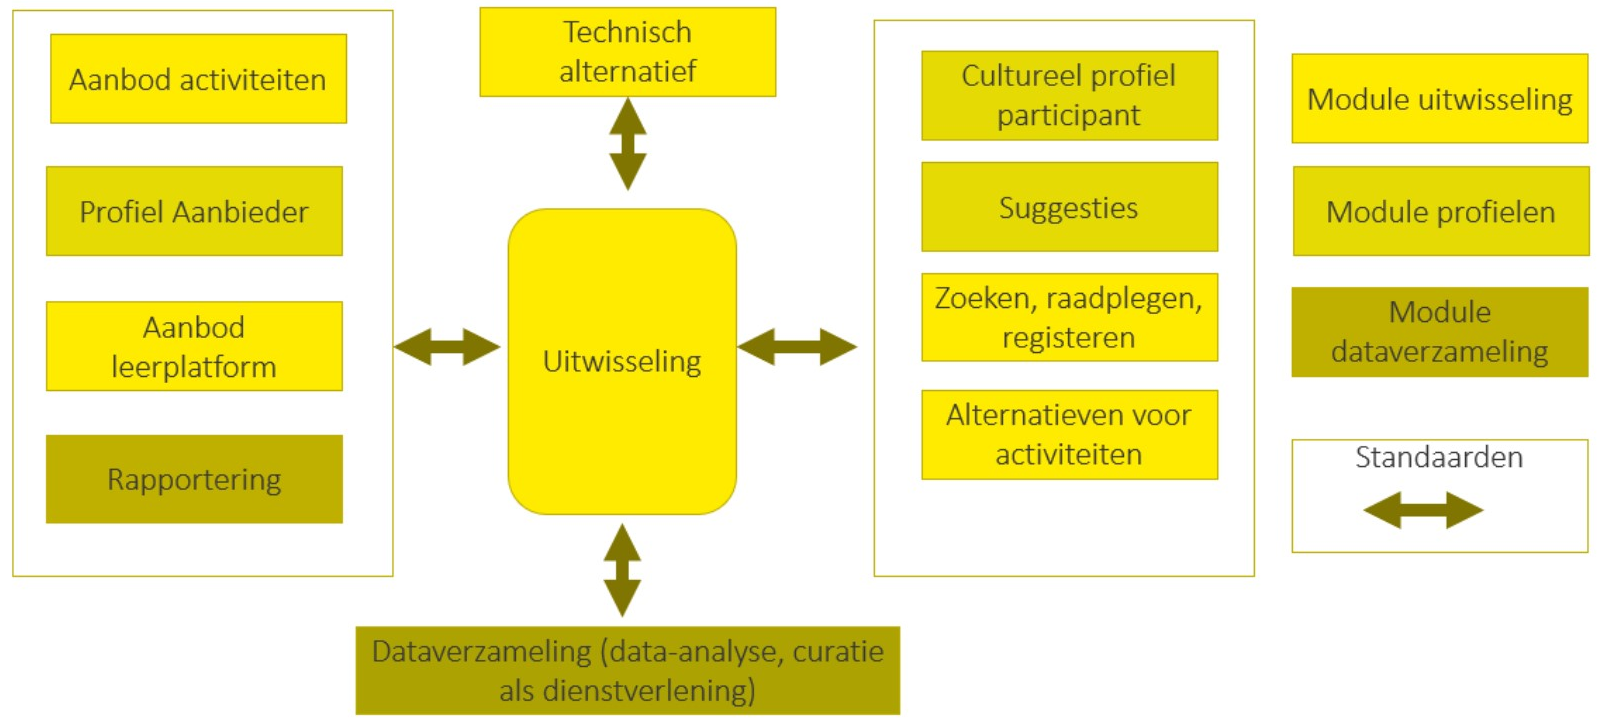 Aanbod activiteiten
Profiel Aanbieder
Aanbod
leerplatform
Rapportering
Technisch
alternatief
Uitwisseling
Dataverzameling (data-analyse, curatie
als dienstverlening)
Cultureel profiel
participant
Suggesties
Zoeken, raadplegen,
registeren
Alternatieven voor
activiteiten
Module uitwisseling
Module profielen
Module
dataverzameling
Standaarden